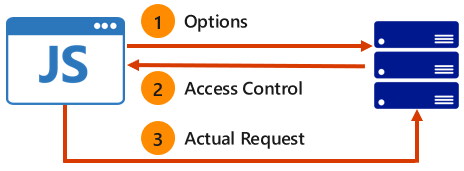 1 Options
JS
2 Access Control
3 Actual Request